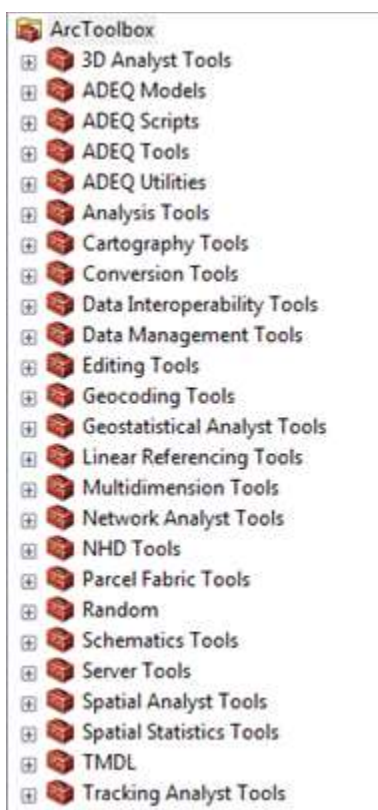 ArcToolbox
3D Analyst Tools
ADEQ Models
ADEQ Scripts
ADEQ Tools
ADEQ Utilities
Analysis Tools
Cartography Tools
Conversion Tools
Data Interoperability Tools
Data Management Tools
Editing Tools
Geocoding Tools
Geostatistical Analyst Tools
Linear Referencing Tools
Multidimension Tools
Network Analyst Tools
NHD Tools
Parcel Fabric Tools
Random
Schematics Tools
Server Tools
Spatial Analyst Tools
Spatial Statistics Tools
TMDL
Tracking Analyst Tools